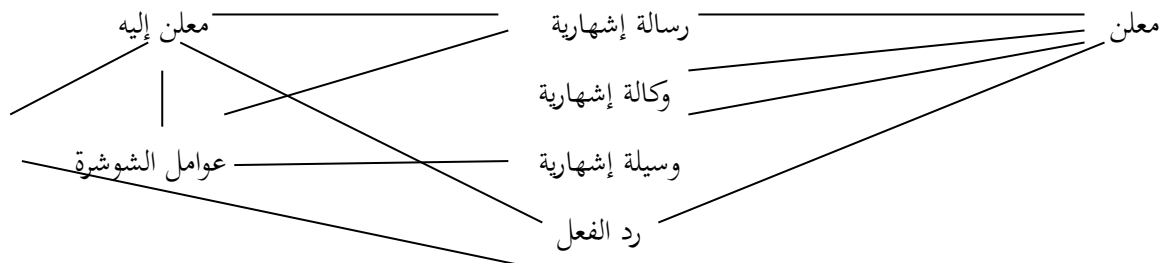 معلن رسالة إشهارية معلن إليه
وكالة إشهارية
وسيلة إشهارية عوامل الشوشرة
رد الفعل